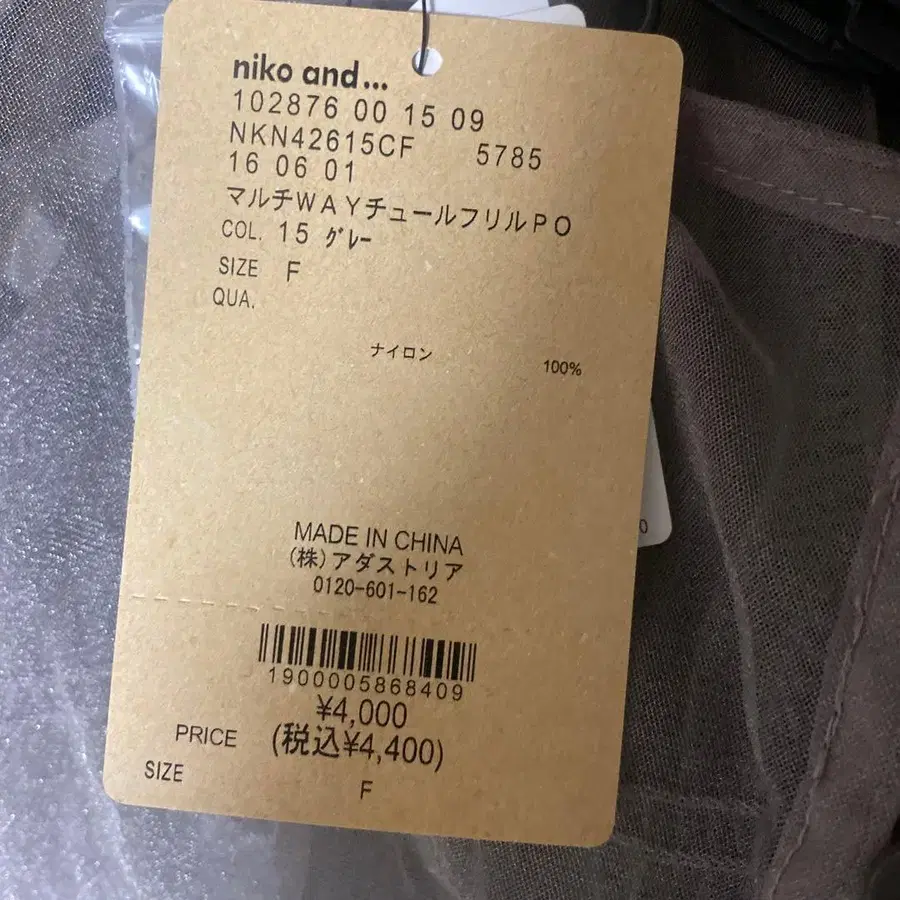 niko and...
102876 00 15 09
NKN42615CF 5785
16 06 01
マルチWAYチュールフリルPO
COL. 15 グレー
SIZE F
QUA.
ナイロン 100%
MADE IN CHINA
(株)アダストリア
0120-601-162
1900005868409
¥4,000
PRICE (税込¥4,400)
SIZE F
0